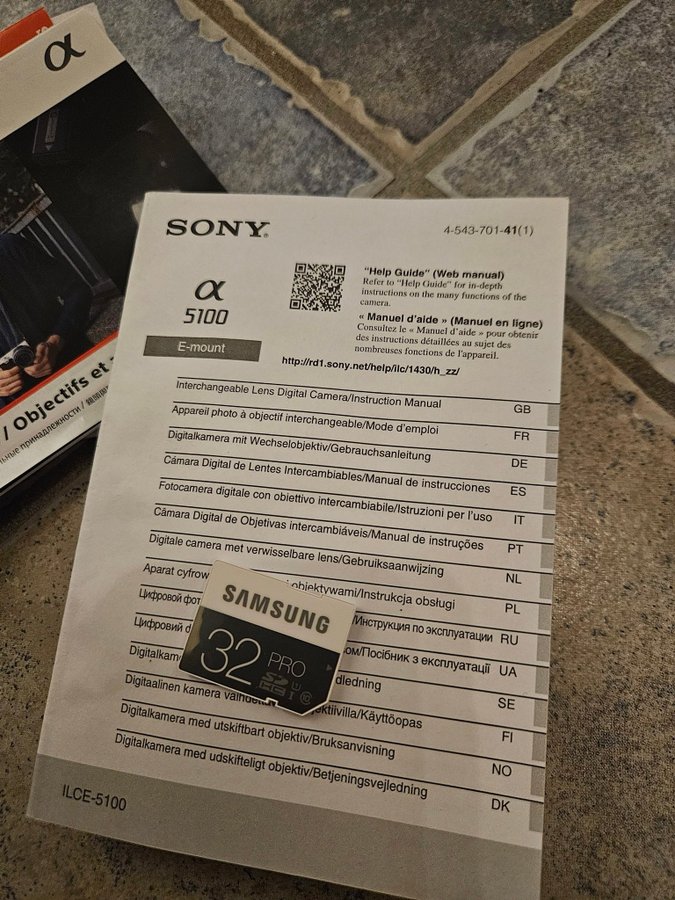 α
/ Objectifs et
SONY®
4-543-701-41(1)
α
5100
E-mount
"Help Guide" (Web manual)
Refer to "Help Guide" for in-depth
instructions on the many functions of the
camera.
« Manuel d'aide » (Manuel en ligne)
Consultez le « Manuel d'aide » pour obtenir
des instructions détaillées au sujet des
nombreuses fonctions de l'appareil.
http://rd1.sony.net/help/ilc/1430/h_zz/
Interchangeable Lens Digital Camera/Instruction Manual GB
Appareil photo à objectif interchangeable/Mode d'emploi FR
Digitalkamera mit Wechselobjektiv/Gebrauchsanleitung DE
Cámara Digital de Lentes Intercambiables/Manual de instrucciones ES
Fotocamera digitale con obiettivo intercambiabile/Istruzioni per l'uso IT
Câmara Digital de Objetivas intercambiáveis/Manual de instruções PT
Digitale camera met verwisselbare lens/Gebruiksaanwijzing NL
Aparat cyfrow i objektywami/Instrukcja obsługi PL
Цифровой фот Инструкция по эксплуатации RU
Цифровий ом/Посібник з експлуатації UA
Digitalkam dledning SE
Digitaalinen kamera vaihde ktiivilla/Käyttöopas FI
Digitalkamera med utskiftbart objektiv/Bruksanvisning NO
Digitalkamera med udskifteligt objektiv/Betjeningsvejledning DK
ILCE-5100
SAMSUNG
32 PRO
SDHC I U1 10